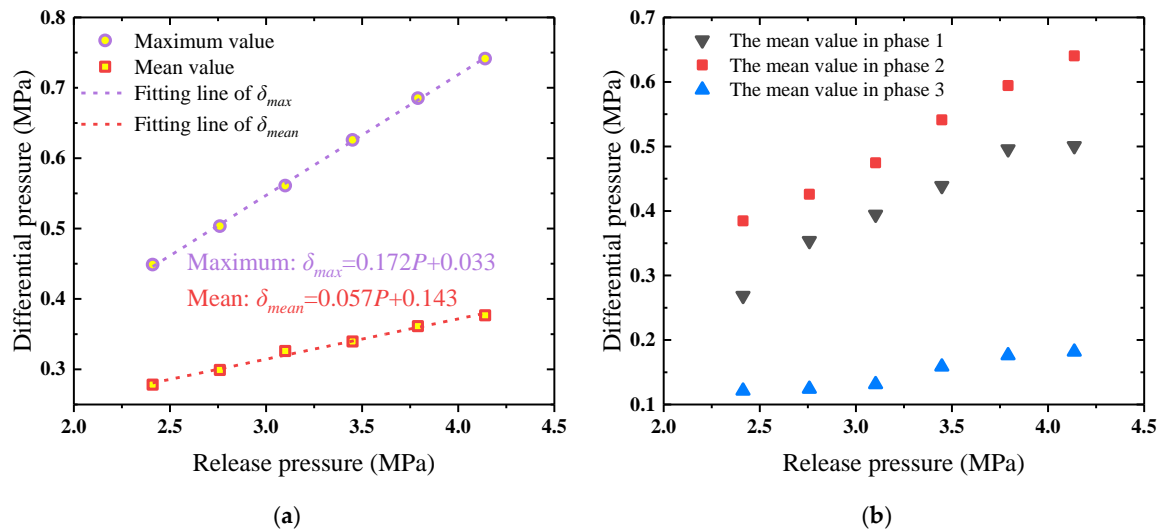 0.8
0.7
0.6
0.5
0.4
0.3
Differential pressure (MPa)
Maximum value
Mean value
Fitting line of δmax
Fitting line of δmean
Maximum: δmax=0.172P+0.033
Mean: δmean=0.057P+0.143
2.0 2.5 3.0 3.5 4.0 4.5
Release pressure (MPa)
(a)
0.7
0.6
0.5
0.4
0.3
0.2
0.1
Differential pressure (MPa)
The mean value in phase 1
The mean value in phase 2
The mean value in phase 3
2.0 2.5 3.0 3.5 4.0 4.5
Release pressure (MPa)
(b)